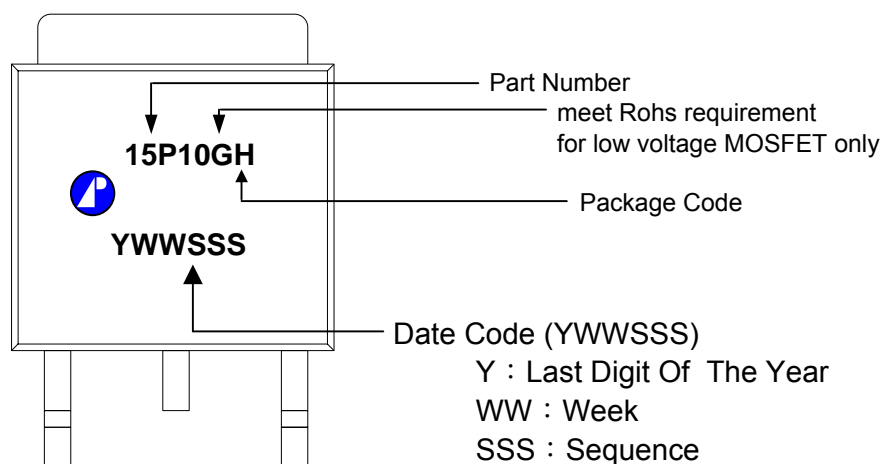 Part Number
meet Rohs requirement
for low voltage MOSFET only
15P10GH
Package Code
YWWSSS
Date Code (YWWSSS)
Y：Last Digit Of The Year
WW：Week
SSS：Sequence